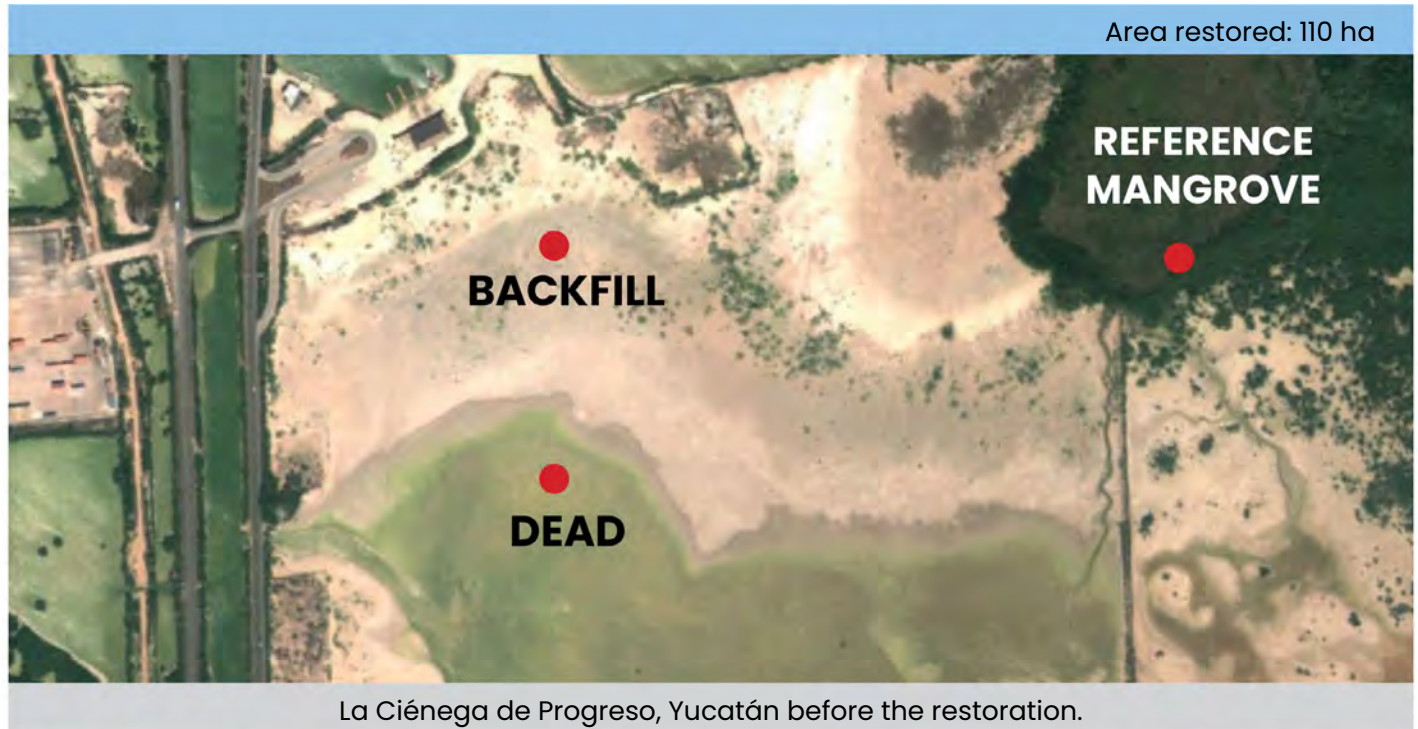 Area restored: 110 ha
REFERENCE
MANGROVE
BACKFILL
DEAD
La Ciénega de Progreso, Yucatán before the restoration.